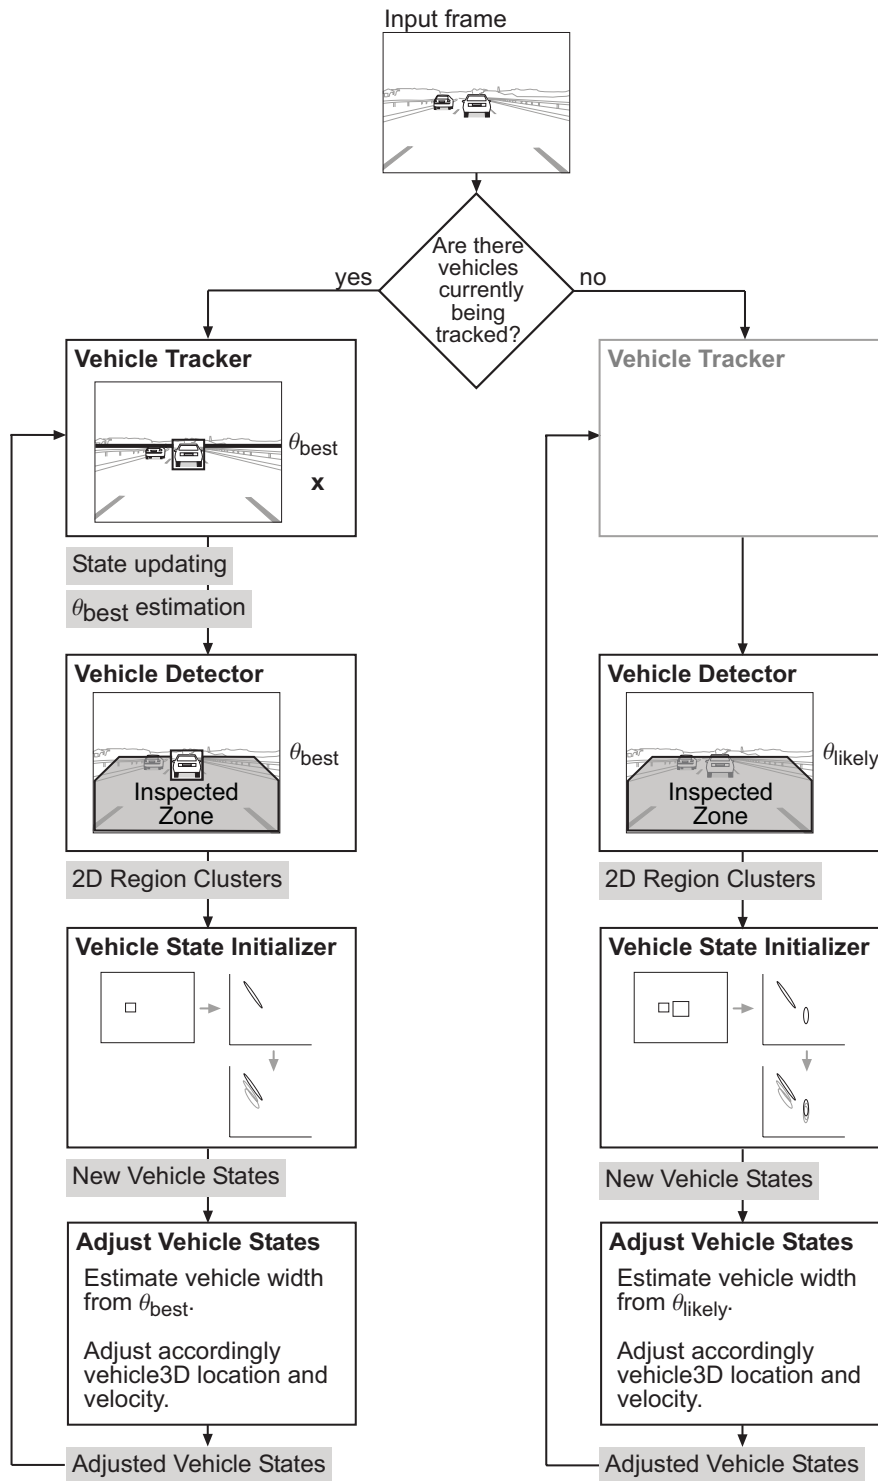 Input frame
Are there
vehicles
currently
being
tracked?
yes
no
Vehicle Tracker
θbest
x
State updating
θbest estimation
Vehicle Detector
θbest
Inspected
Zone
2D Region Clusters
Vehicle State Initializer
New Vehicle States
Adjust Vehicle States
Estimate vehicle width
from θbest.
Adjust accordingly
vehicle3D location and
velocity.
Adjusted Vehicle States
Vehicle Tracker
Vehicle Detector
θlikely
Inspected
Zone
2D Region Clusters
Vehicle State Initializer
New Vehicle States
Adjust Vehicle States
Estimate vehicle width
from θlikely.
Adjust accordingly
vehicle3D location and
velocity.
Adjusted Vehicle States